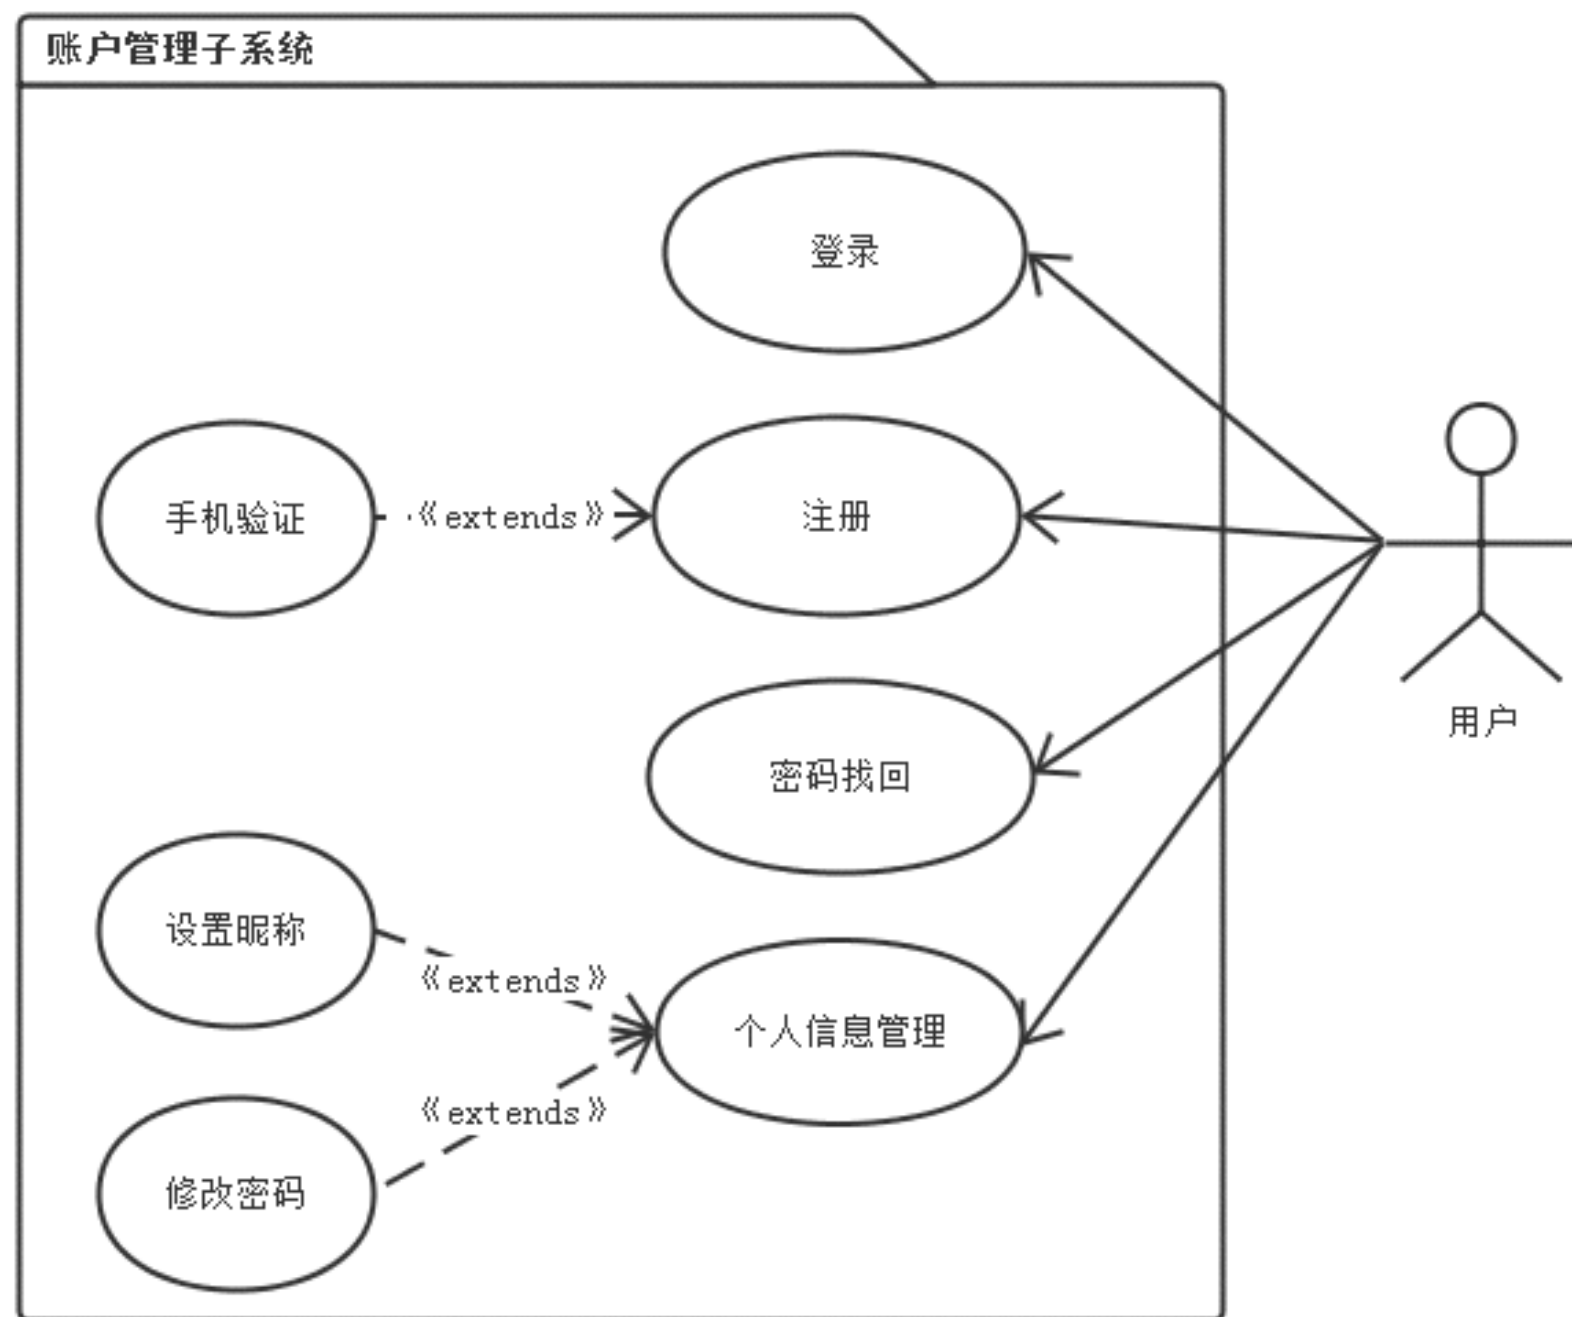 账户管理子系统
登录
手机验证
《extends》
注册
用户
密码找回
设置昵称
《extends》
个人信息管理
《extends》
修改密码